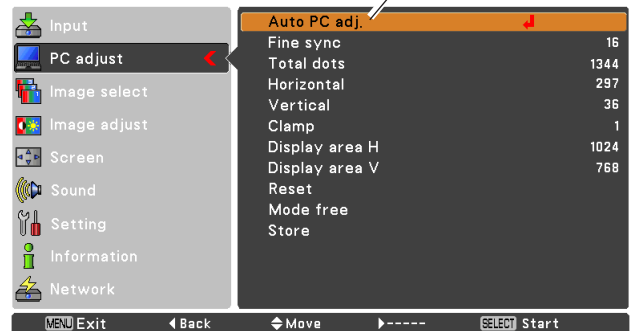 Input
PC adjust
Image select
Image adjust
Screen
Sound
Setting
Information
Network
Auto PC adj.
Fine sync 16
Total dots 1344
Horizontal 297
Vertical 36
Clamp 1
Display area H 1024
Display area V 768
Reset
Mode free
Store
MENU Exit Back Move ----- SELECT Start